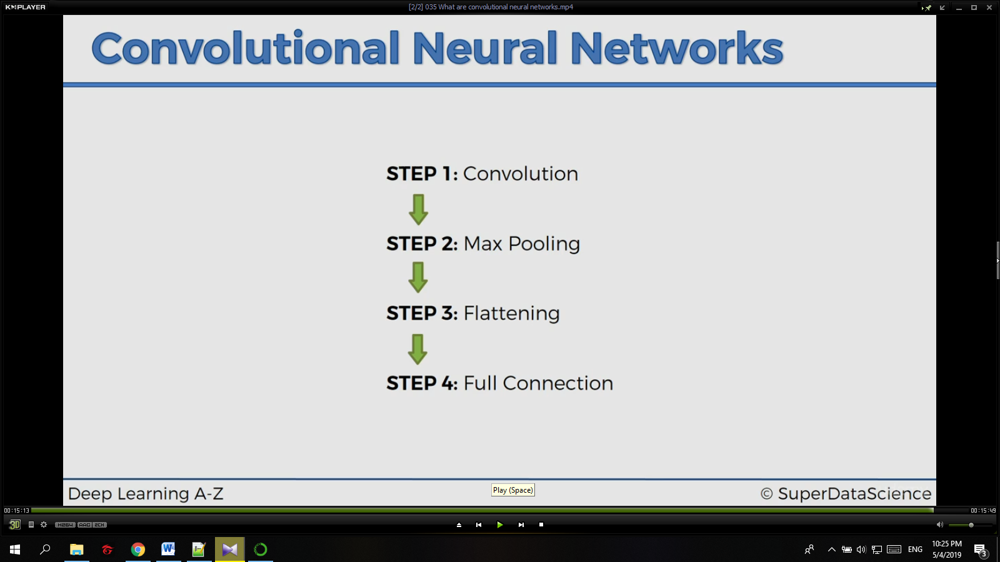 KMPLAYER
[2/2] 035 What are convolutional neural networks.mp4
Convolutional Neural Networks
STEP 1: Convolution
STEP 2: Max Pooling
STEP 3: Flattening
STEP 4: Full Connection
Deep Learning A-Z
Play (Space)
© SuperDataScience
00:15:13
00:15:49
3D
H264 AAC 2CH
ENG
10:25 PM
5/4/2019
3